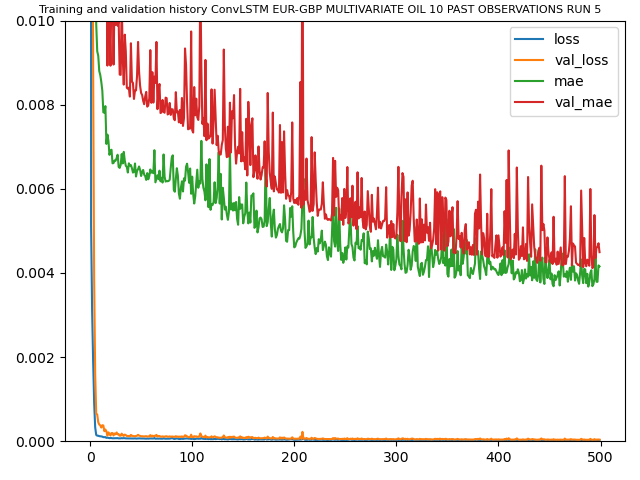 Training and validation history ConvLSTM EUR-GBP MULTIVARIATE OIL 10 PAST OBSERVATIONS RUN 5
0.010
0.008
0.006
0.004
0.002
0.000
loss
val_loss
mae
val_mae
0 100 200 300 400 500